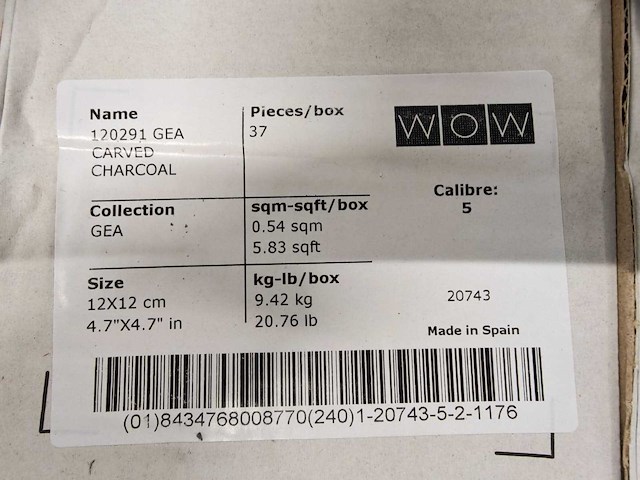 Name
120291 GEA
CARVED
CHARCOAL
Pieces/box
37
WOW
Calibre:
5
Collection
GEA
sqm-sqft/box
0.54 sqm
5.83 sqft
Size
12X12 cm
4.7"X4.7" in
kg-lb/box
9.42 kg
20.76 lb
20743
Made in Spain
(01)8434768008770(240)1-20743-5-2-1176